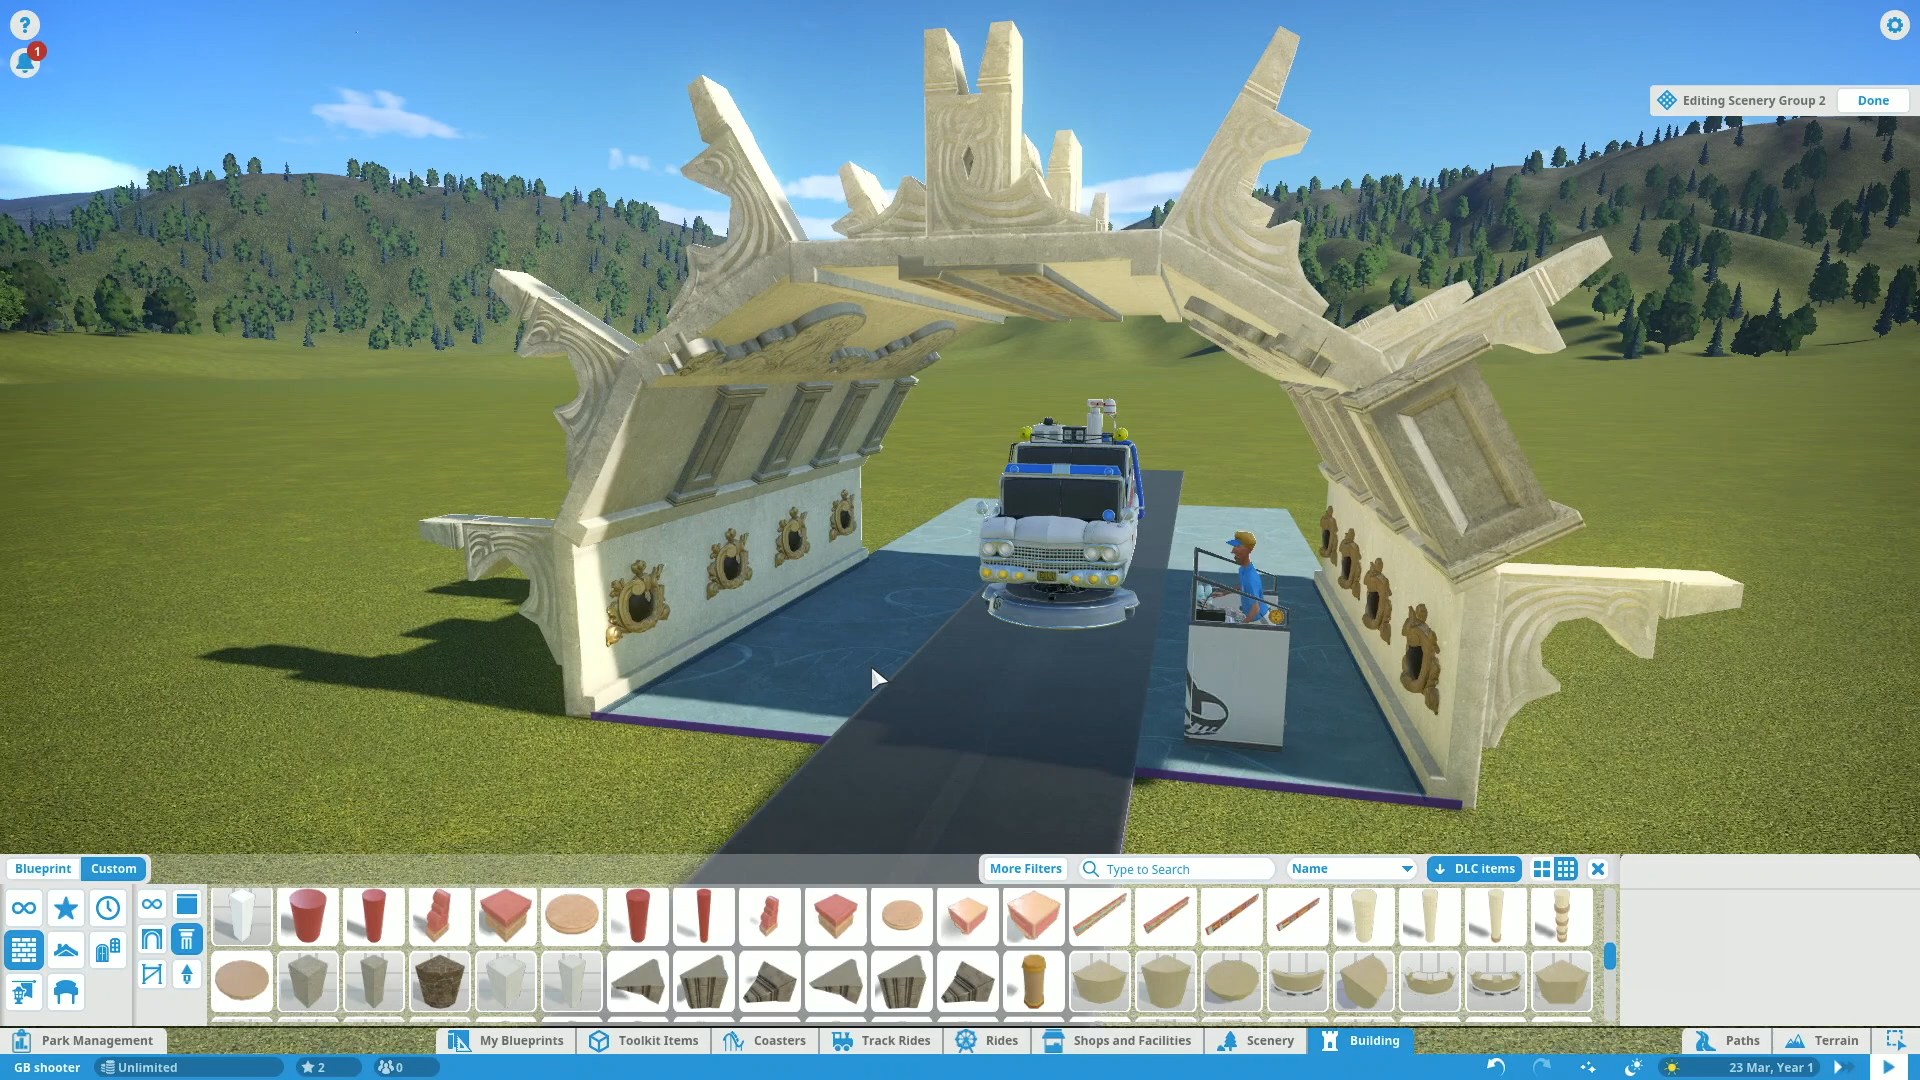 ?
1
Editing Scenery Group 2
Done
Blueprint
Custom
More Filters
Type to Search
Name
DLC items
Park Management
My Blueprints
Toolkit Items
Coasters
Track Rides
Rides
Shops and Facilities
Scenery
Building
Paths
Terrain
GB shooter
Unlimited
2
0
23 Mar, Year 1